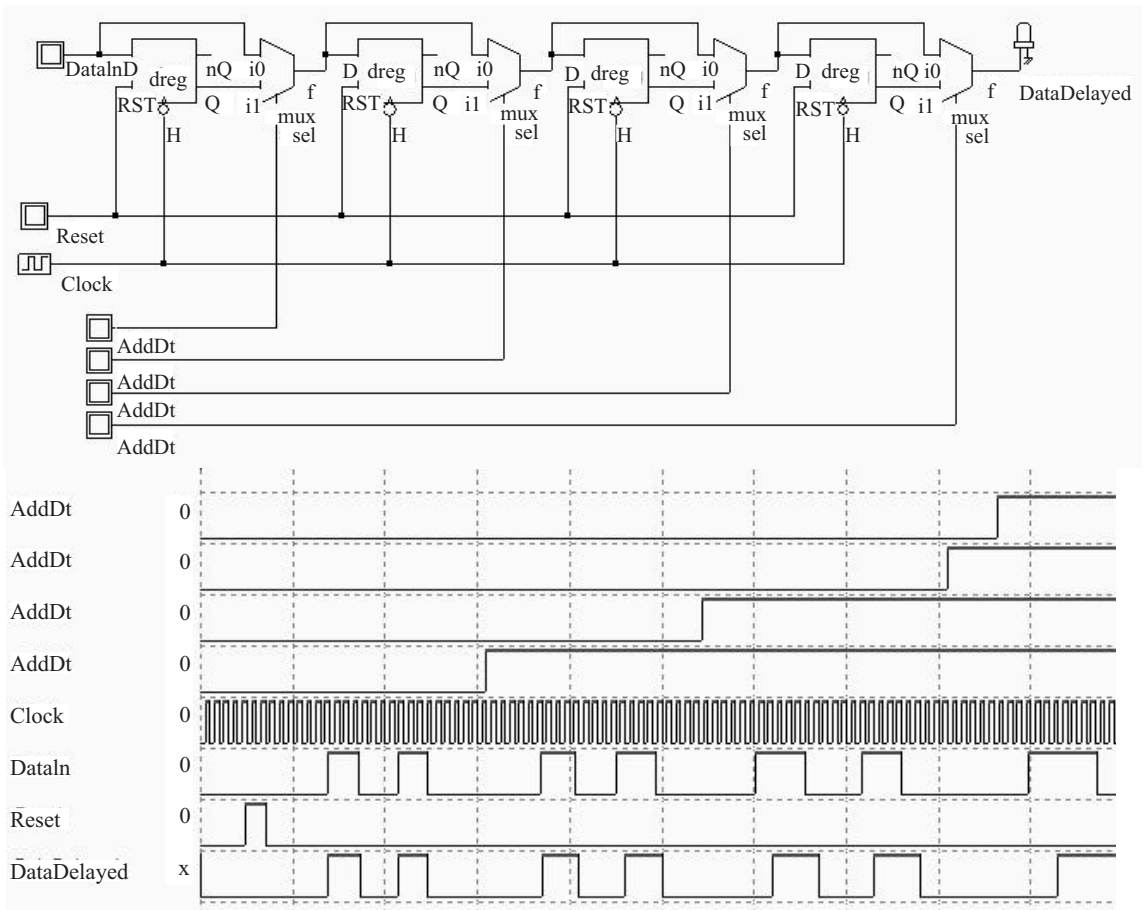 DatalnD
dreg
nQ i0
D
dreg
nQ i0
D
dreg
nQ i0
D
dreg
nQ i0
RST
Q i1
f
RST
Q i1
f
RST
Q i1
f
RST
Q i1
f
DataDelayed
H
mux
sel
H
mux
sel
H
mux
sel
H
mux
sel
Reset
Clock
AddDt
AddDt
AddDt
AddDt
AddDt 0
AddDt 0
AddDt 0
AddDt 0
Clock 0
Dataln 0
Reset 0
DataDelayed x